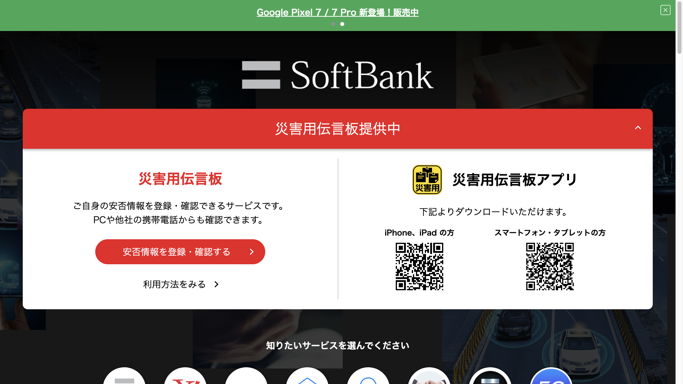 Google Pixel 7 / 7 Pro 新登場！販売中
SoftBank
災害用伝言板提供中
災害用伝言板
ご自身の安否情報を登録・確認できるサービスです。
PCや他社の携帯電話からも確認できます。
安否情報を登録・確認する
利用方法をみる
災害用
災害用伝言板アプリ
下記よりダウンロードいただけます。
iPhone、iPad の方
スマートフォン・タブレットの方
知りたいサービスを選んでください